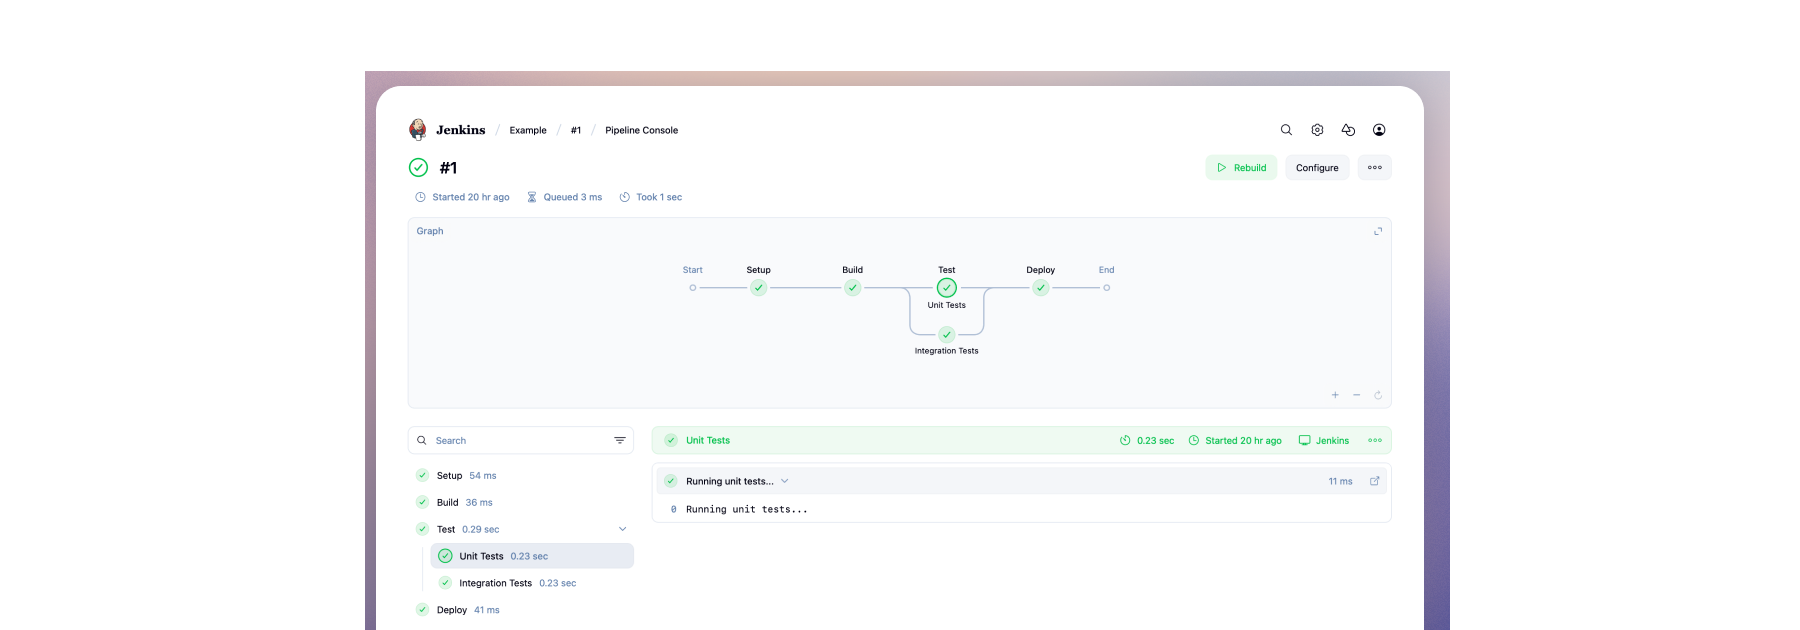 Jenkins / Example / #1 / Pipeline Console
#1
Rebuild Configure
Started 20 hr ago Queued 3 ms Took 1 sec
Graph
Start Setup Build Test Deploy End
Unit Tests
Integration Tests
Search
Unit Tests 0.23 sec Started 20 hr ago Jenkins
Setup 54 ms
Build 36 ms
Test 0.29 sec
Unit Tests 0.23 sec
Integration Tests 0.23 sec
Deploy 41 ms
Running unit tests... 11 ms
0 Running unit tests...